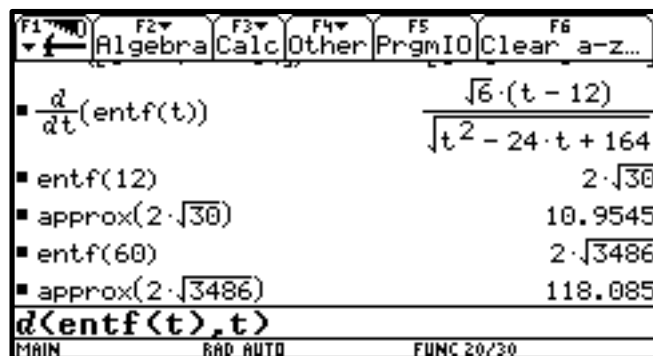 F1 F2 F3 F4 F5 F6
Algebra Calc Other PrgmIO Clear a-z…
▪ d/dt(entf(t)) √6·(t - 12)/√t² - 24·t + 164
▪ entf(12) 2·√30
▪ approx(2·√30) 10.9545
▪ entf(60) 2·√3486
▪ approx(2·√3486) 118.085
d(entf(t),t)
MAIN RAD AUTO FUNC 20/30